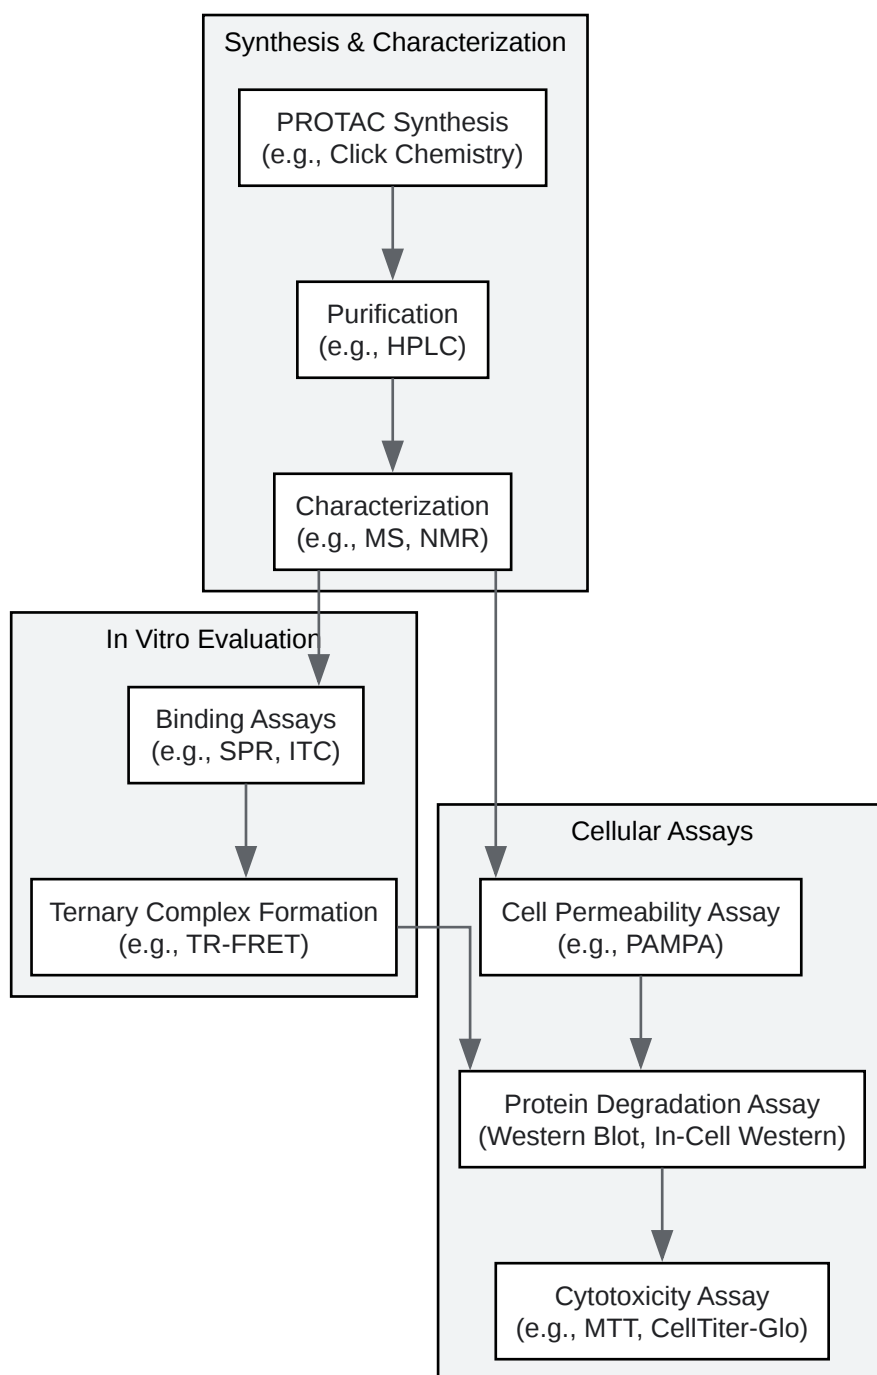 Synthesis & Characterization
PROTAC Synthesis
(e.g., Click Chemistry)
Purification
(e.g., HPLC)
Characterization
(e.g., MS, NMR)
In Vitro Evaluation
Binding Assays
(e.g., SPR, ITC)
Ternary Complex Formation
(e.g., TR-FRET)
Cellular Assays
Cell Permeability Assay
(e.g., PAMPA)
Protein Degradation Assay
(Western Blot, In-Cell Western)
Cytotoxicity Assay
(e.g., MTT, CellTiter-Glo)